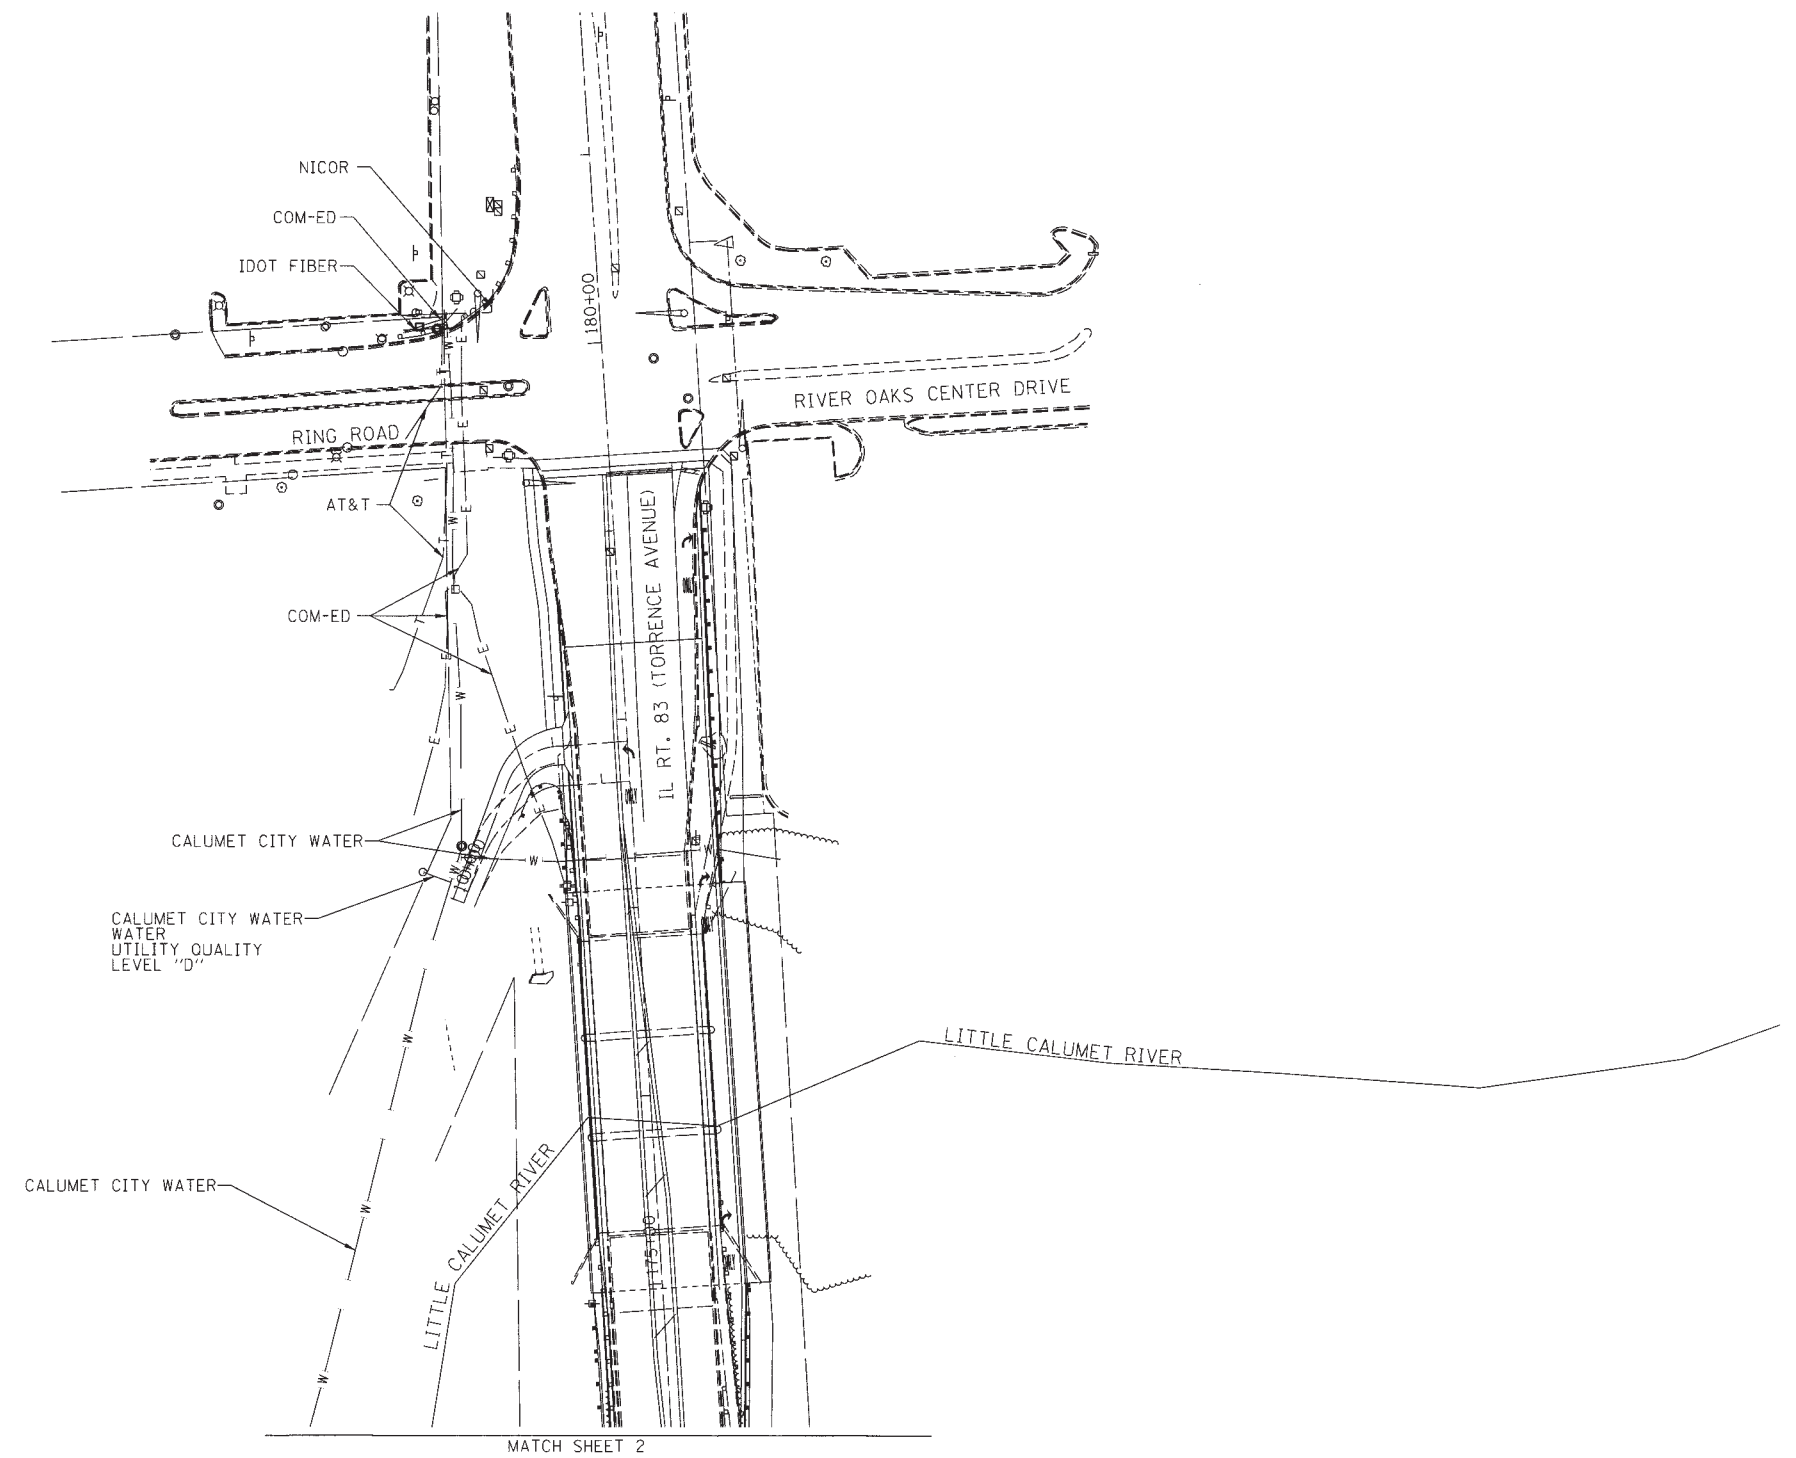 NICOR
COM-ED
IDOT FIBER
180+00
W
E
T
RIVER OAKS CENTER DRIVE
RING ROAD
E
AT&T
W
E
T
IL RT. 83 (TORRENCE AVENUE)
COM-ED
T
E
E
W
E
E
E
CALUMET CITY WATER
W
W
W
CALUMET CITY WATER
WATER
UTILITY QUALITY
LEVEL "D"
W
LITTLE CALUMET RIVER
LITTLE CALUMET RIVER
CALUMET CITY WATER
W
175+00
W
MATCH SHEET 2